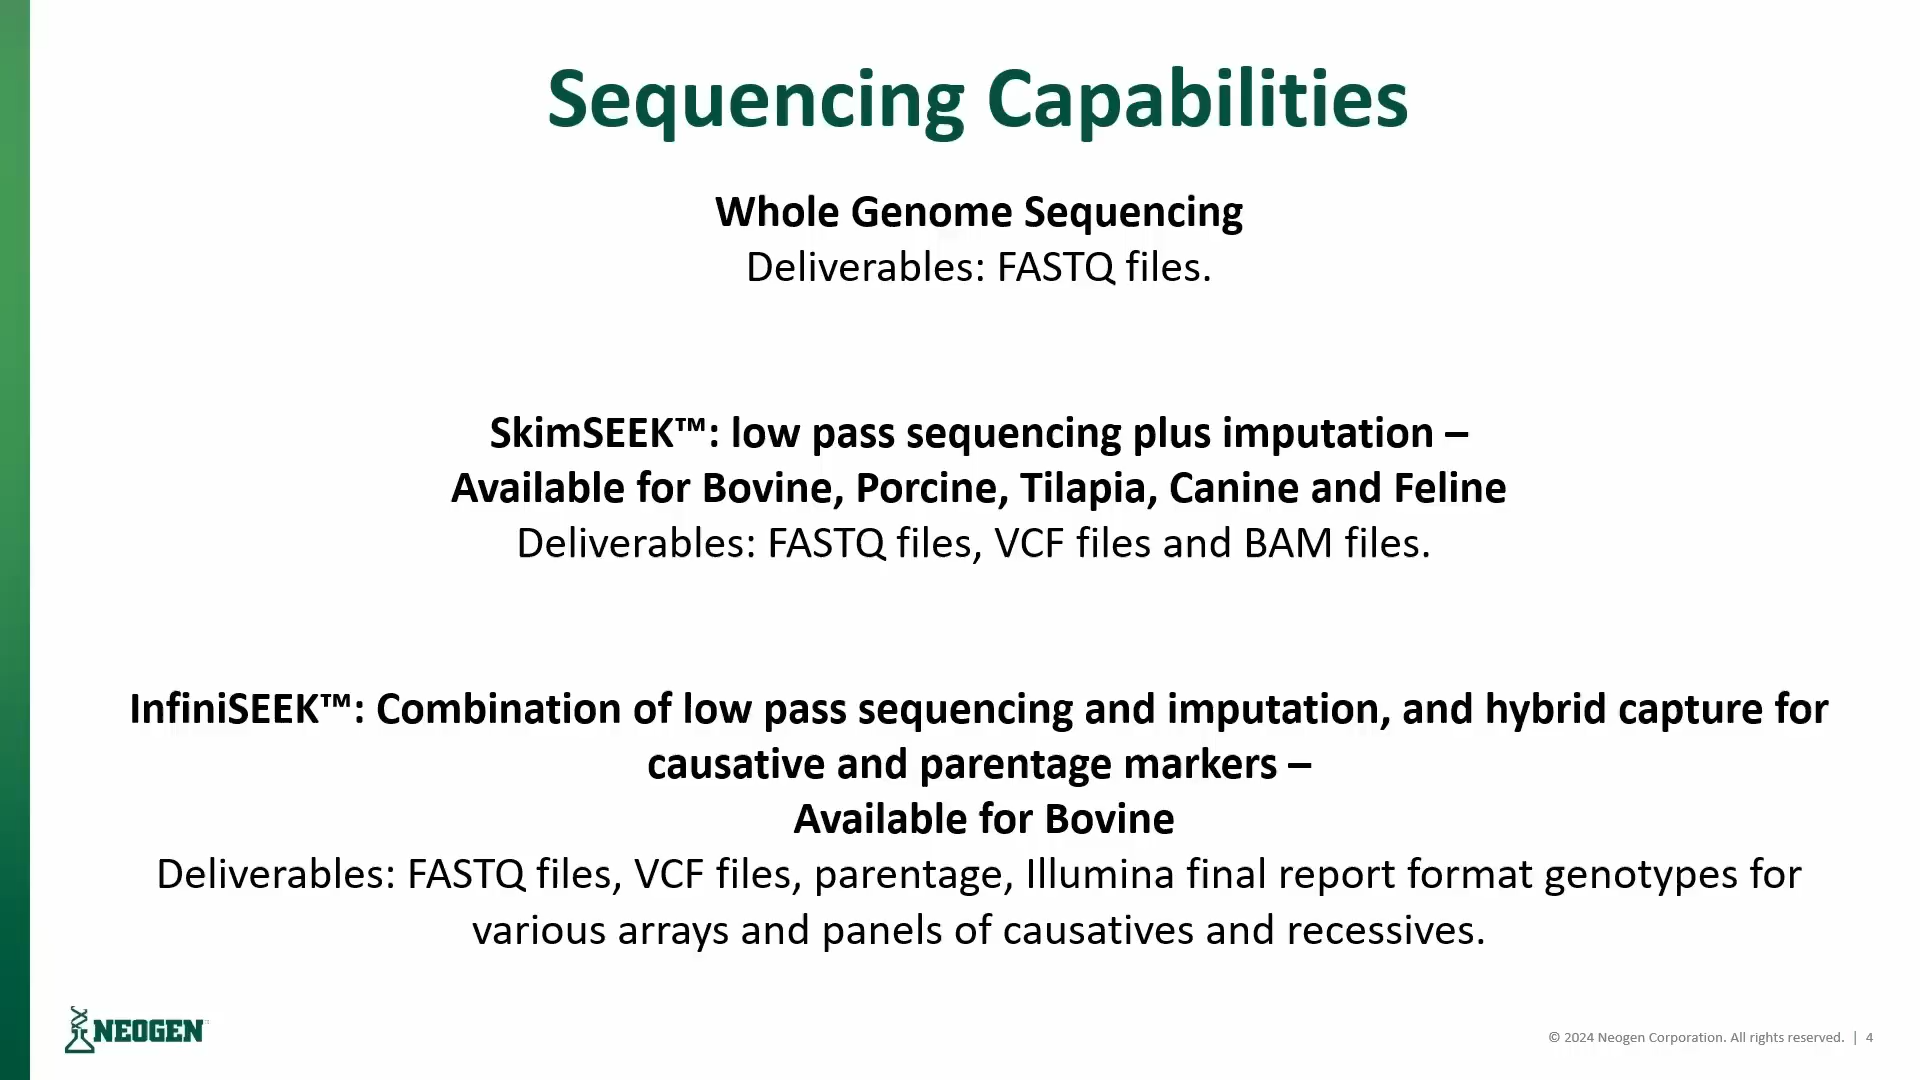 Sequencing Capabilities
Whole Genome Sequencing
Deliverables: FASTQ files.
SkimSEEK™: low pass sequencing plus imputation –
Available for Bovine, Porcine, Tilapia, Canine and Feline
Deliverables: FASTQ files, VCF files and BAM files.
InfiniSEEK™: Combination of low pass sequencing and imputation, and hybrid capture for
causative and parentage markers –
Available for Bovine
Deliverables: FASTQ files, VCF files, parentage, Illumina final report format genotypes for
various arrays and panels of causatives and recessives.
NEOGEN
© 2024 Neogen Corporation. All rights reserved. | 4